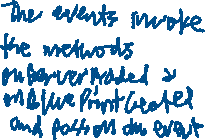 The events invoke
the methods
onServerAdded &
onBluePrintCreated
and pass on the event